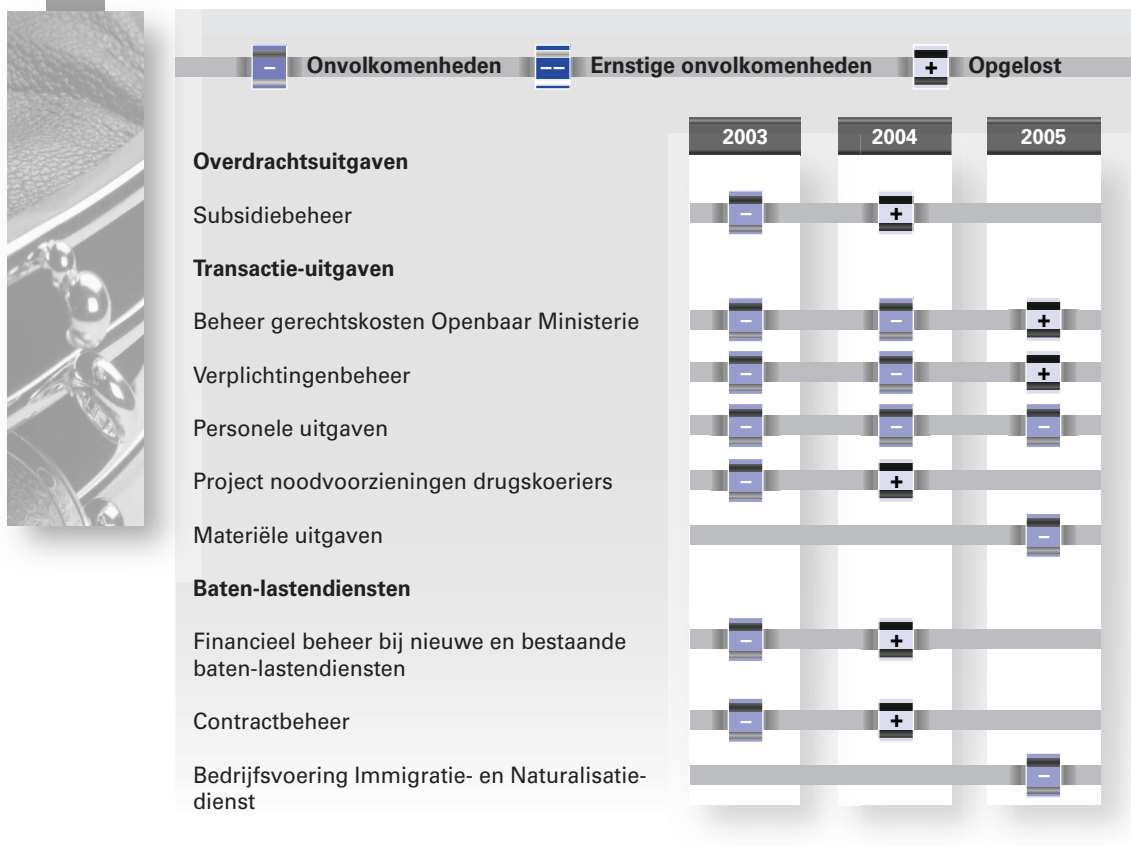 – Onvolkomenheden –– Ernstige onvolkomenheden + Opgelost
2003 2004 2005
Overdrachtsuitgaven
Subsidiebeheer – +
Transactie-uitgaven
Beheer gerechtskosten Openbaar Ministerie – – +
Verplichtingenbeheer – – +
Personele uitgaven – – –
Project noodvoorzieningen drugskoeriers – +
Materiële uitgaven –
Baten-lastendiensten
Financieel beheer bij nieuwe en bestaande
baten-lastendiensten – +
Contractbeheer – +
Bedrijfsvoering Immigratie- en Naturalisatie-
dienst –